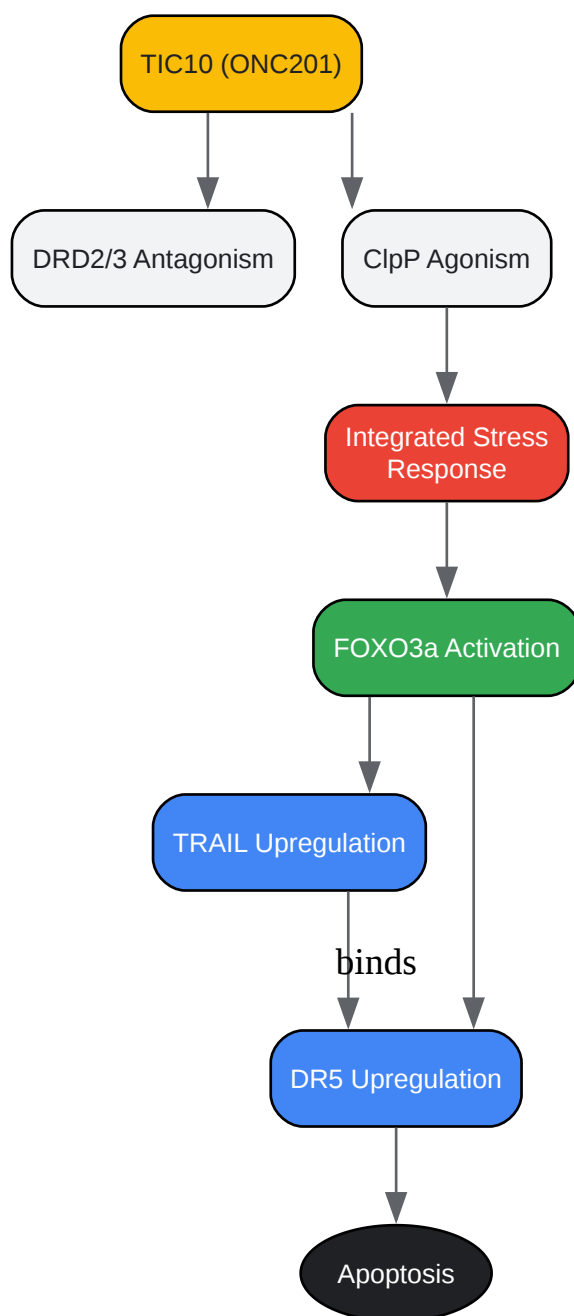 TIC10 (ONC201)
DRD2/3 Antagonism
ClpP Agonism
Integrated Stress
Response
FOXO3a Activation
TRAIL Upregulation
binds
DR5 Upregulation
Apoptosis